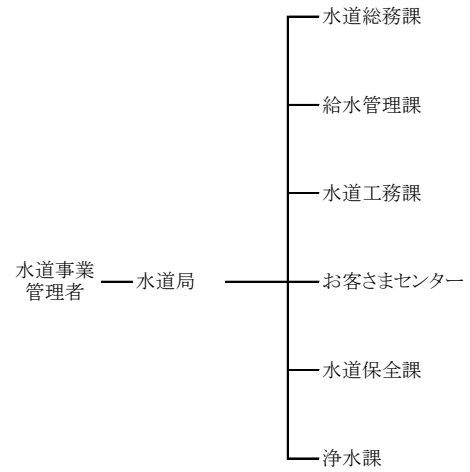 水道総務課
給水管理課
水道工務課
水道事業
管理者
水道局
お客さまセンター
水道保全課
浄水課